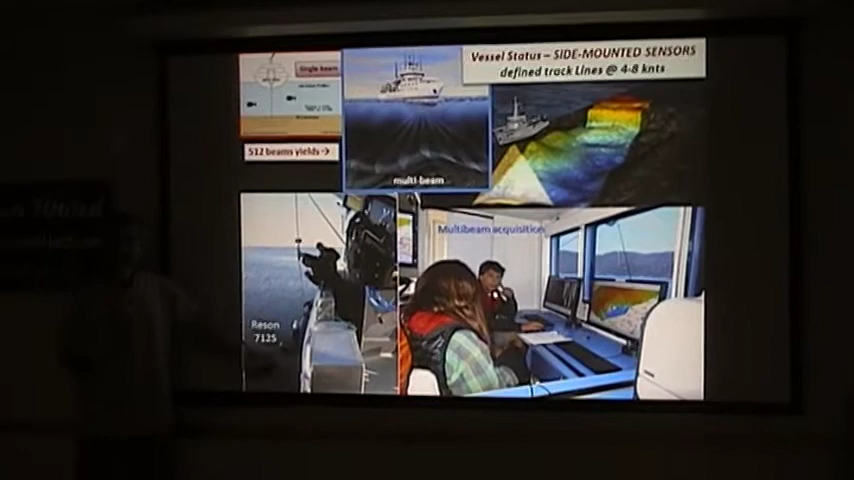 Vessel Status – SIDE-MOUNTED SENSORS
defined track Lines @ 4-8 knts
Single beam
512 beams yields→
multi-beam
Multibeam acquisition
Reson
7125